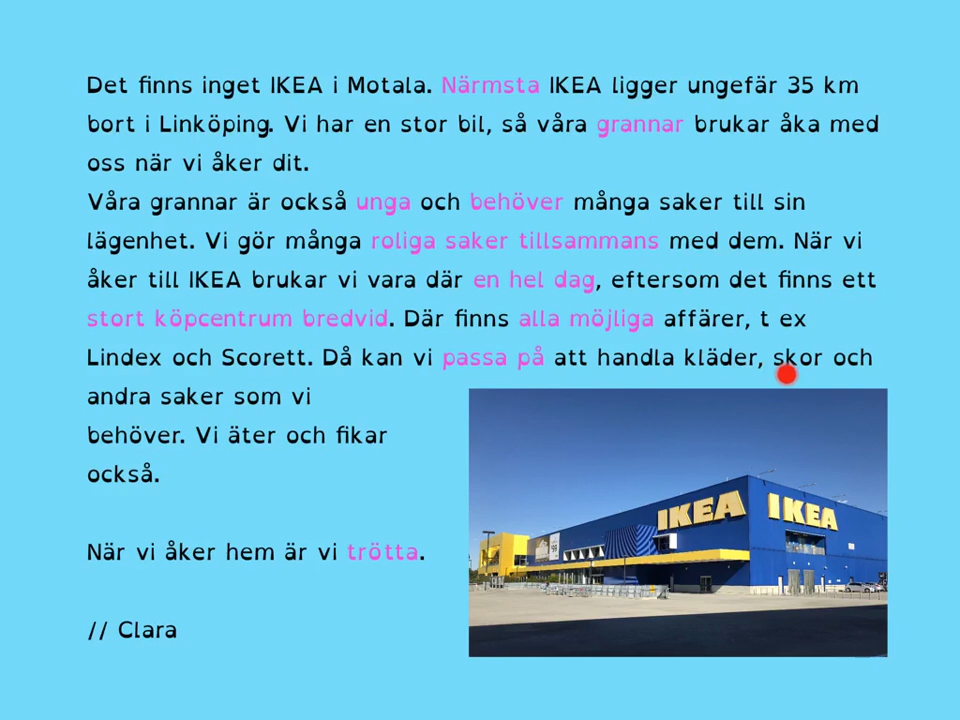 Det finns inget IKEA i Motala. Närmsta IKEA ligger ungefär 35 km
bort i Linköping. Vi har en stor bil, så våra grannar brukar åka med
oss när vi åker dit.
Våra grannar är också unga och behöver många saker till sin
lägenhet. Vi gör många roliga saker tillsammans med dem. När vi
åker till IKEA brukar vi vara där en hel dag, eftersom det finns ett
stort köpcentrum bredvid. Där finns alla möjliga affärer, t ex
Lindex och Scorett. Då kan vi passa på att handla kläder, skor och
andra saker som vi
behöver. Vi äter och fikar
också.
När vi åker hem är vi trötta.
// Clara
IKEA IKEA